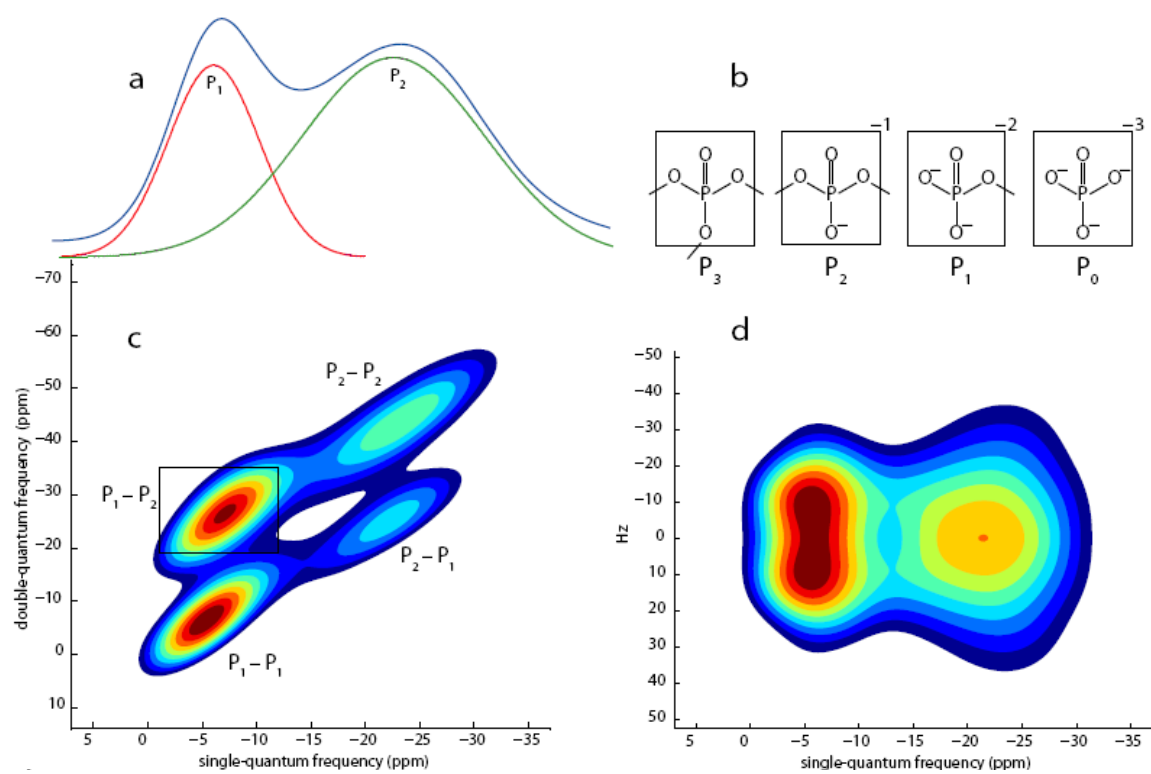 a
P₁
P₂
b
−1
−2
−3
O
O
O
P
O
O
O
O
P
O⁻
O
O⁻
O
P
O⁻
O
O⁻
O⁻
P
O⁻
P₃
P₂
P₁
P₀
c
−70
−60
−50
−40
−30
−20
−10
0
10
double-quantum frequency (ppm)
P₂ – P₂
P₁ – P₂
P₂ – P₁
P₁ – P₁
5
0
−5
−10
−15
−20
−25
−30
−35
single-quantum frequency (ppm)
d
−50
−40
−30
−20
−10
0
10
20
30
40
50
Hz
5
0
−5
−10
−15
−20
−25
−30
−35
single-quantum frequency (ppm)